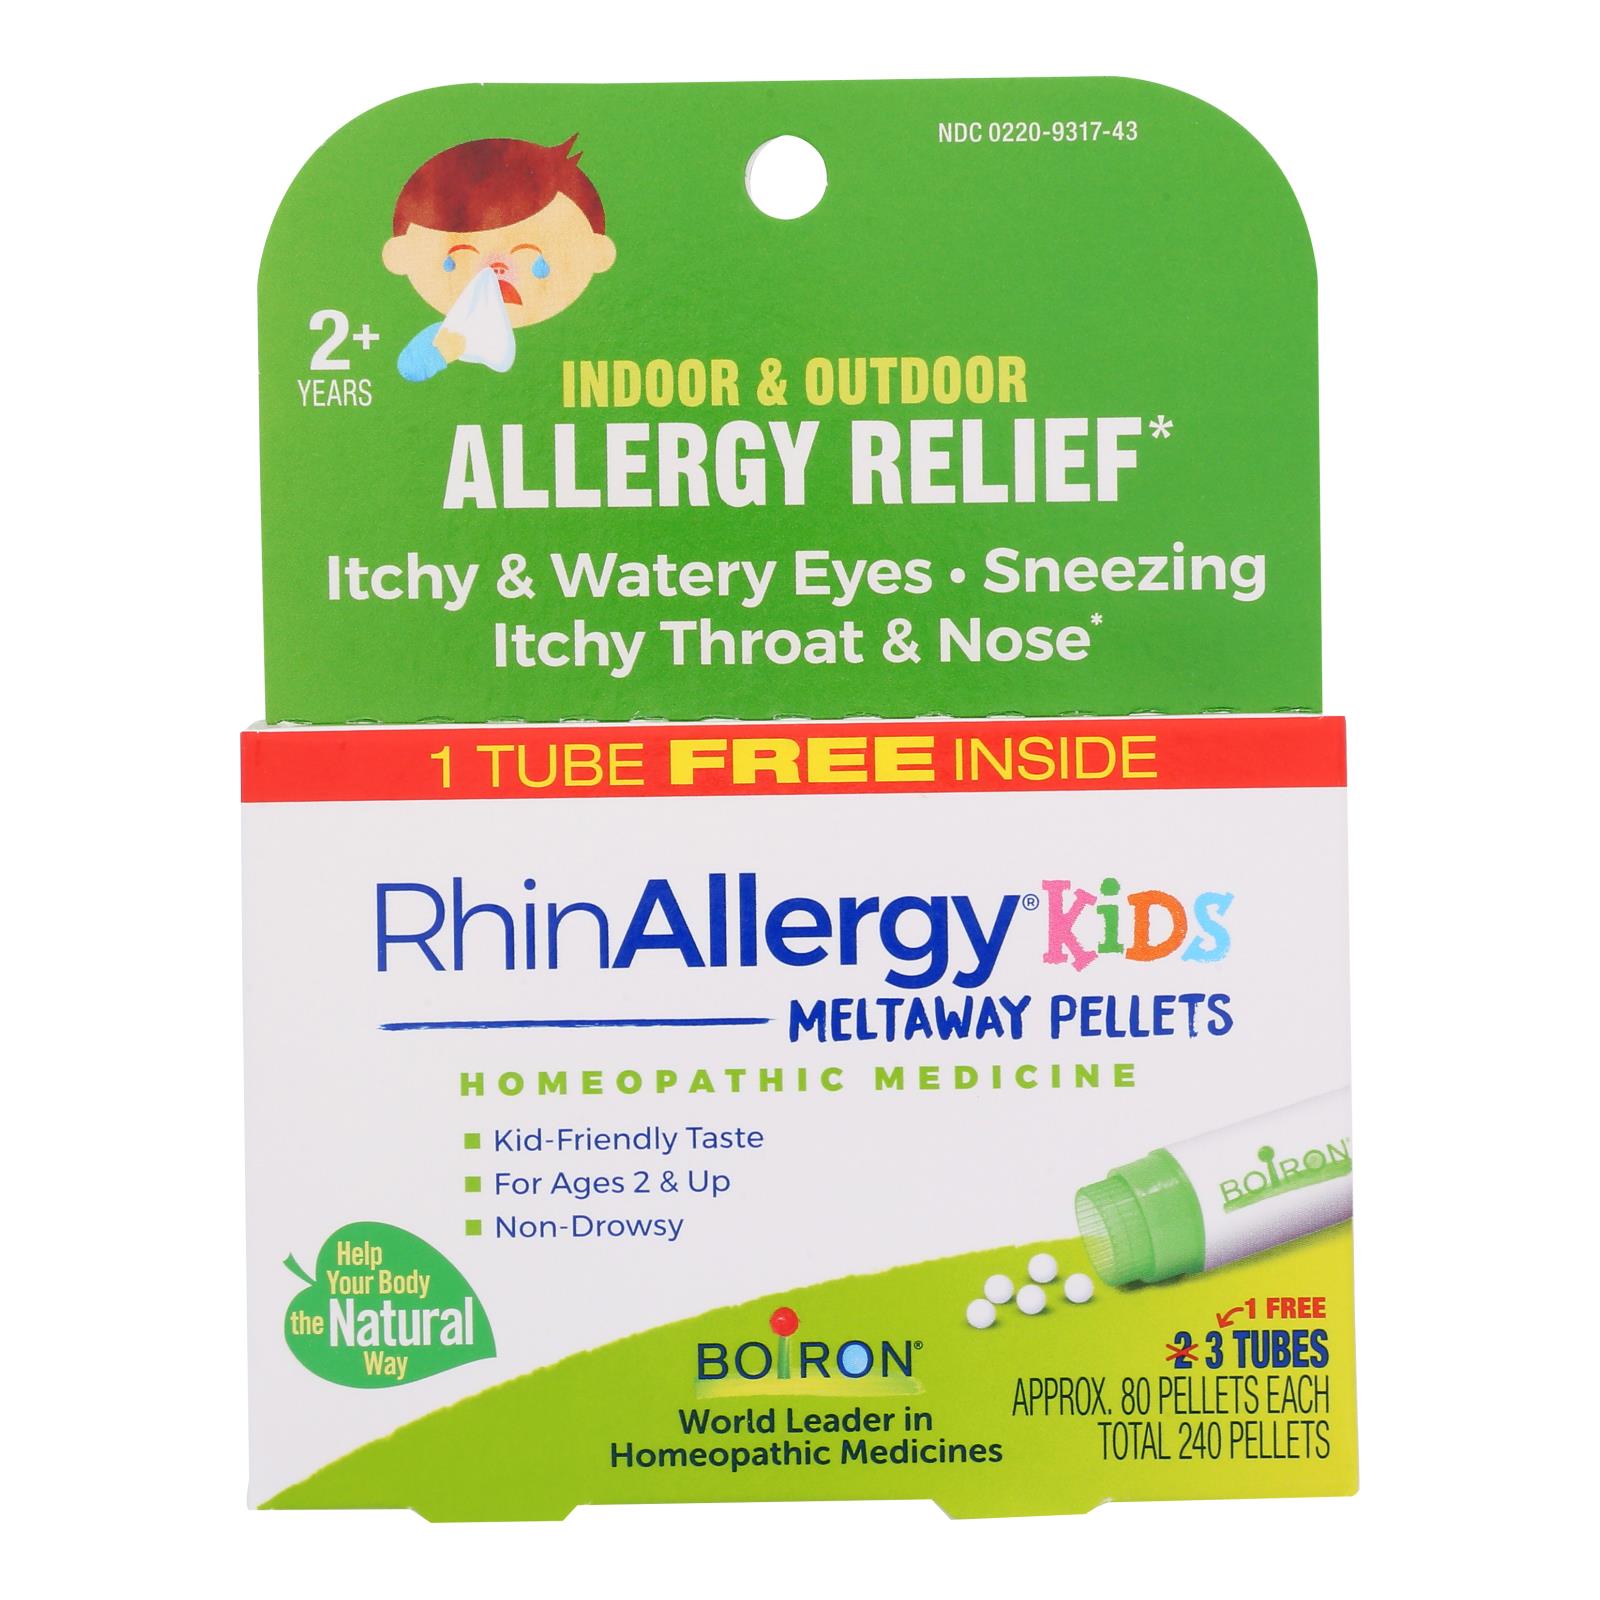 NDC 0220-9317-43
2+
YEARS
INDOOR & OUTDOOR
ALLERGY RELIEF*
Itchy & Watery Eyes • Sneezing
Itchy Throat & Nose*
1 TUBE FREE INSIDE
RhinAllergy® KiDS
MELTAWAY PELLETS
HOMEOPATHIC MEDICINE
Kid-Friendly Taste
For Ages 2 & Up
Non-Drowsy
Help
Your Body
the Natural
Way
BOIRON
BOIRON®
World Leader in
Homeopathic Medicines
1 FREE
2 3 TUBES
APPROX. 80 PELLETS EACH
TOTAL 240 PELLETS